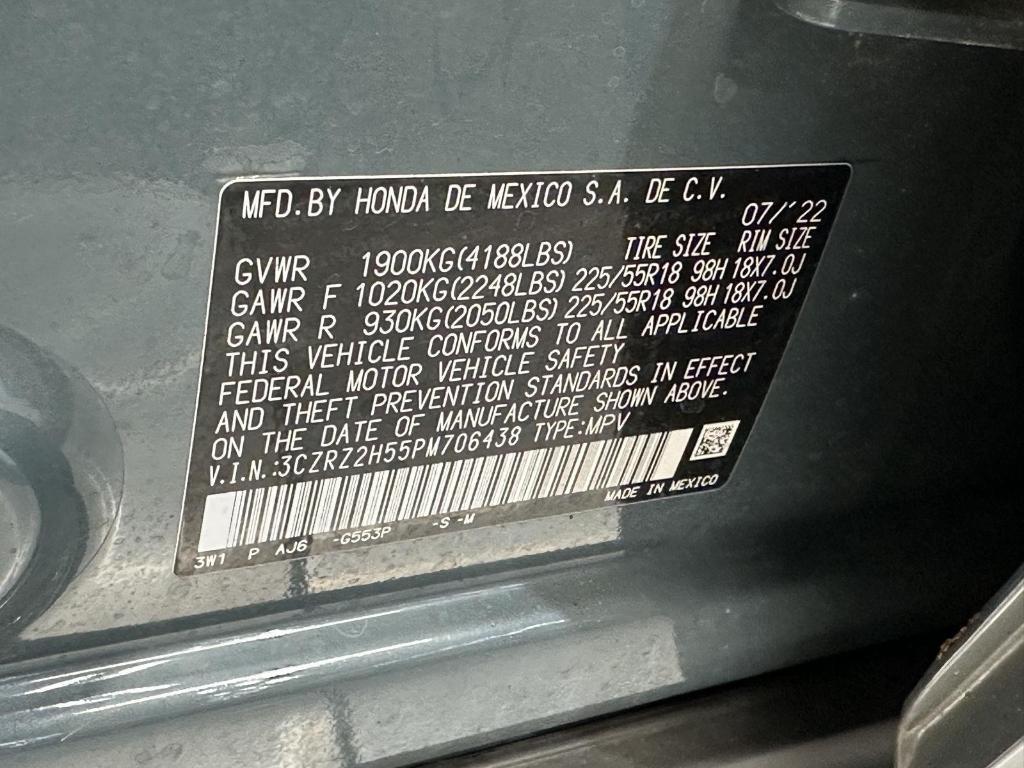 MFD.BY HONDA DE MEXICO S.A. DE C.V.
07/'22
GVWR 1900KG(4188LBS) TIRE SIZE RIM SIZE
GAWR F 1020KG(2248LBS) 225/55R18 98H 18X7.0J
GAWR R 930KG(2050LBS) 225/55R18 98H 18X7.0J
THIS VEHICLE CONFORMS TO ALL APPLICABLE
FEDERAL MOTOR VEHICLE SAFETY
AND THEFT PREVENTION STANDARDS IN EFFECT
ON THE DATE OF MANUFACTURE SHOWN ABOVE.
V.I.N.:3CZRZ2H55PM706438 TYPE:MPV
MADE IN MEXICO
3W1 P AJ6 -G553P -S -M